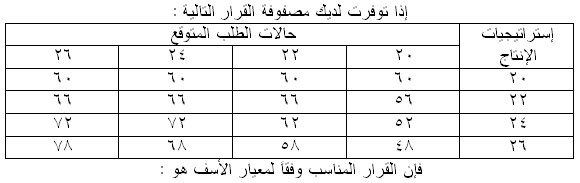 إذا توفرت لديك مصفوفة القرار التالية :
إستراتيجيات الإنتاج حالات الطلب المتوقع
٢٠ ٢٢ ٢٤ ٢٦
٢٠ ٦٠ ٦٠ ٦٠ ٦٠
٢٢ ٥٦ ٦٦ ٦٦ ٦٦
٢٤ ٥٢ ٦٢ ٧٢ ٧٢
٢٦ ٤٨ ٥٨ ٦٨ ٧٨
فإن القرار المناسب وفقاً لمعيار الأسف هو :